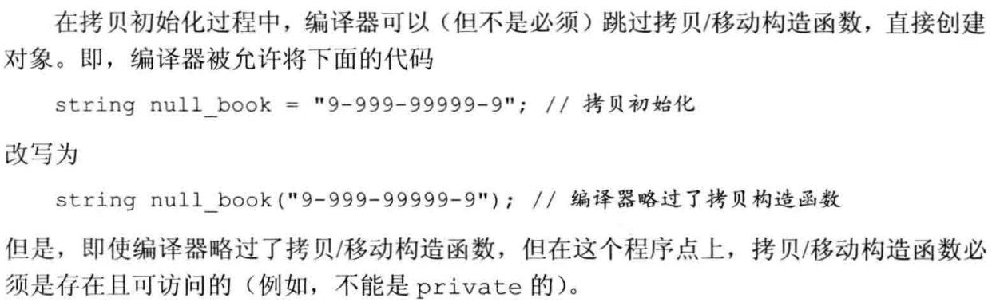 在拷贝初始化过程中，编译器可以（但不是必须）跳过拷贝/移动构造函数，直接创建
对象。即，编译器被允许将下面的代码
string null_book = "9-999-99999-9"; // 拷贝初始化
改写为
string null_book("9-999-99999-9"); // 编译器略过了拷贝构造函数
但是，即使编译器略过了拷贝/移动构造函数，但在这个程序点上，拷贝/移动构造函数必
须是存在且可访问的（例如，不能是 private 的）。